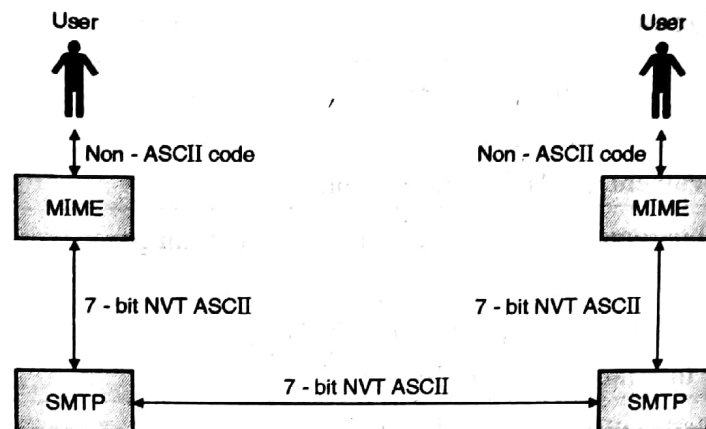 User
User
Non - ASCII code
Non - ASCII code
MIME
MIME
7 - bit NVT ASCII
7 - bit NVT ASCII
7 - bit NVT ASCII
SMTP
SMTP